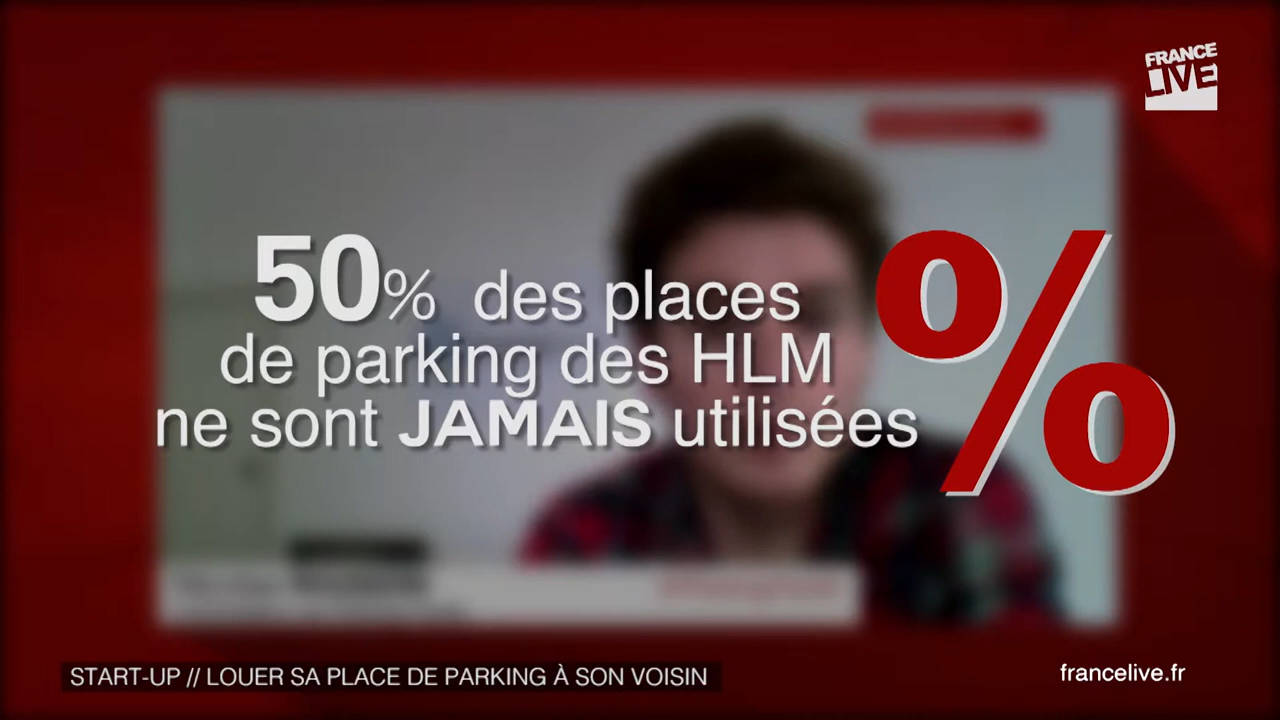 FRANCE
LIVE
50% des places
de parking des HLM
ne sont JAMAIS utilisées
%
START-UP // LOUER SA PLACE DE PARKING À SON VOISIN
francelive.fr